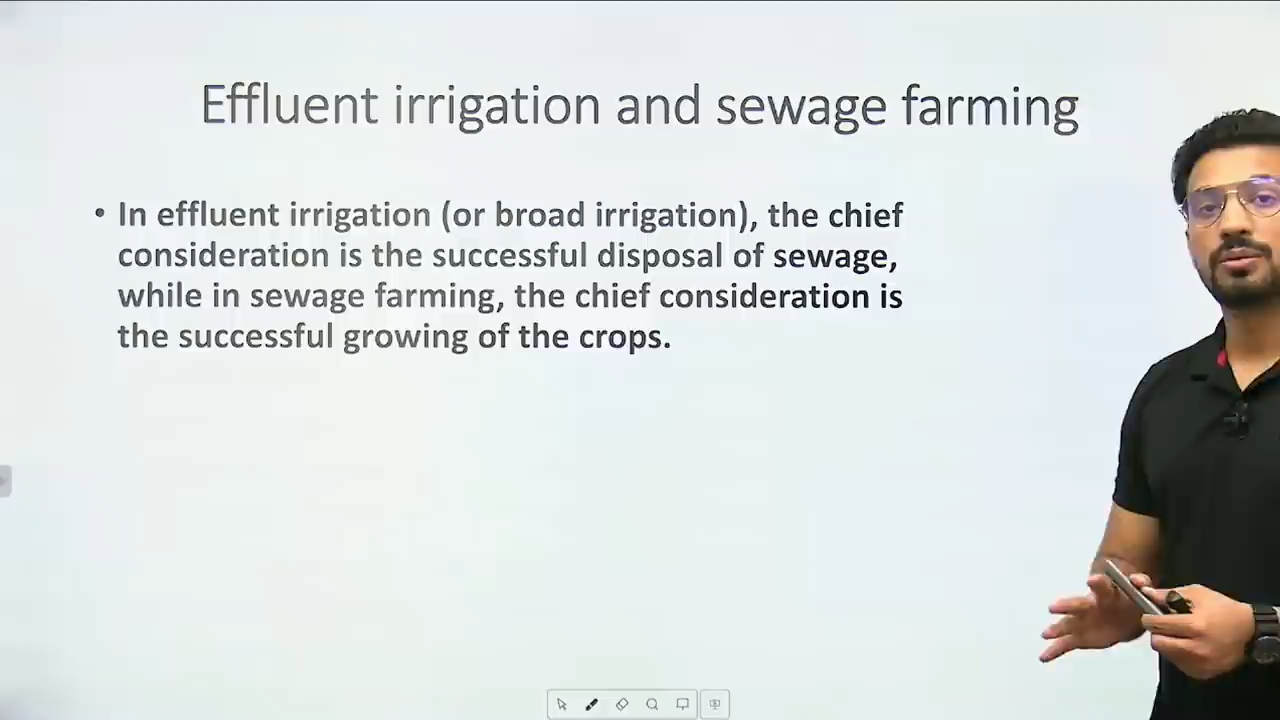 Effluent irrigation and sewage farming
• In effluent irrigation (or broad irrigation), the chief
consideration is the successful disposal of sewage,
while in sewage farming, the chief consideration is
the successful growing of the crops.